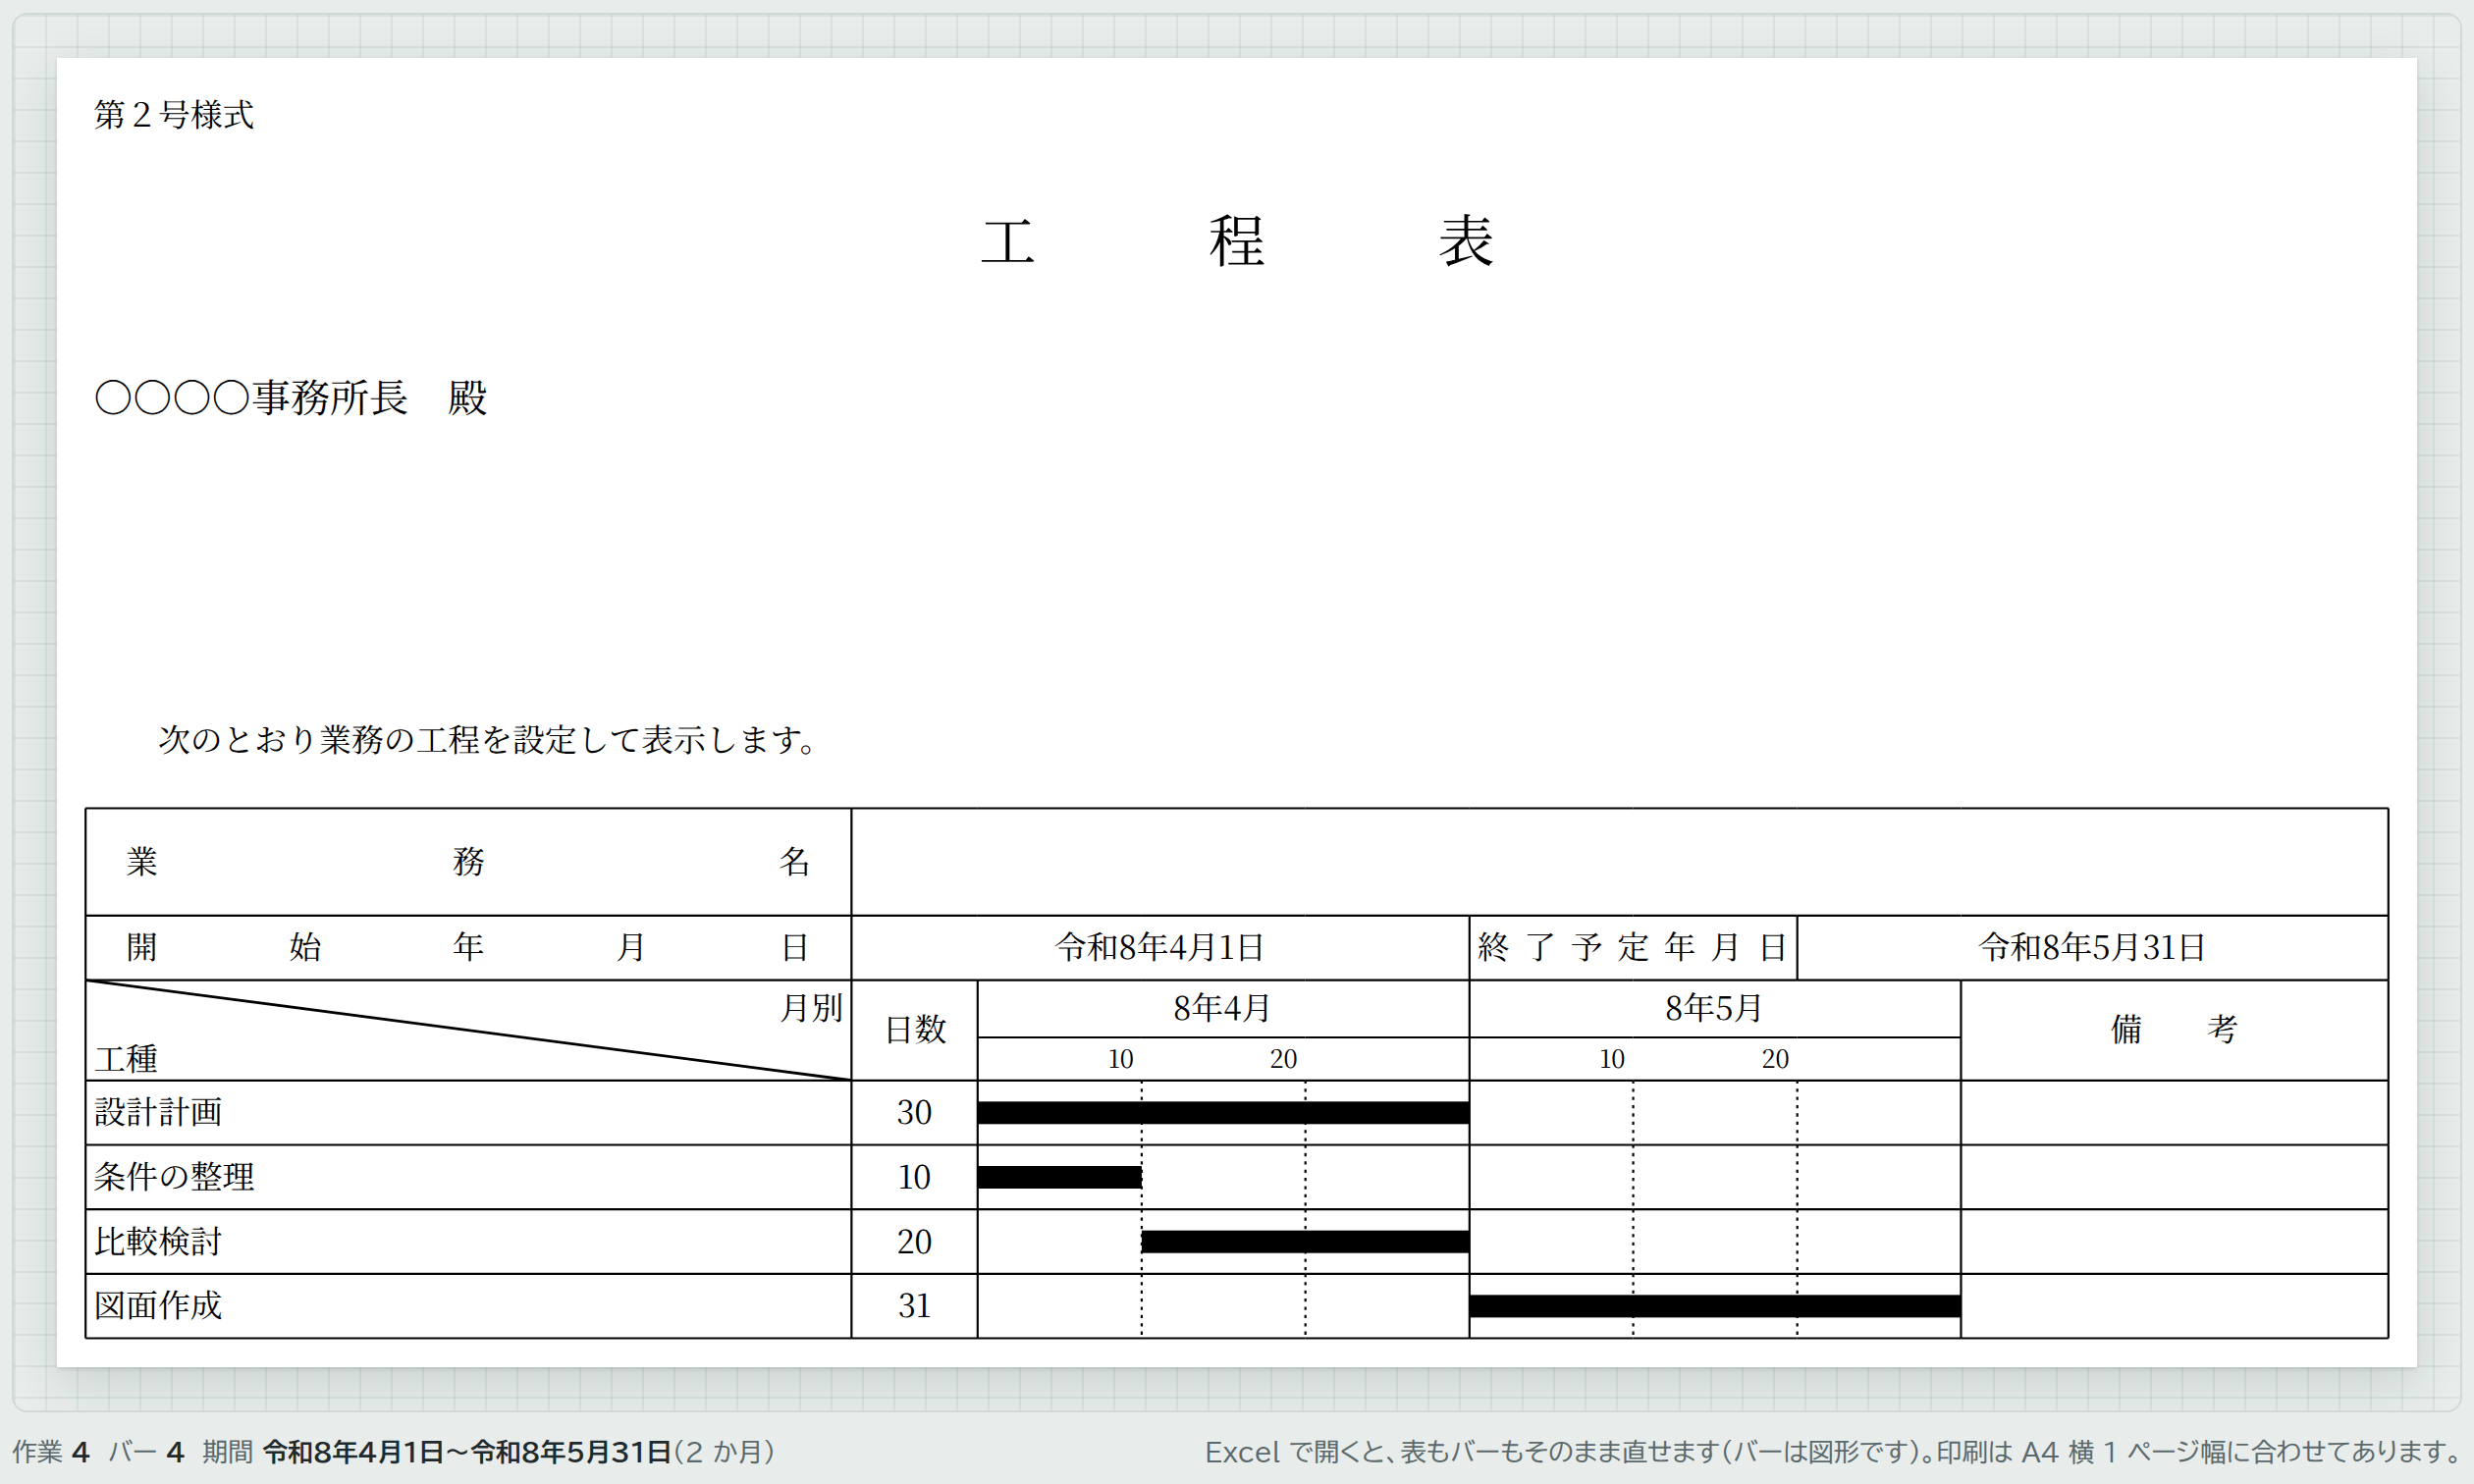 第２号様式
工　程　表
〇〇〇〇事務所長　殿
次のとおり業務の工程を設定して表示します。
業務名
開始年月日 令和8年4月1日 終了予定年月日 令和8年5月31日
月別 工種 日数 8年4月 8年5月 備　考
10 20 10 20
設計計画 30
条件の整理 10
比較検討 20
図面作成 31
作業 4 バー 4 期間 令和8年4月1日～令和8年5月31日（2 か月）
Excel で開くと、表もバーもそのまま直せます（バーは図形です）。印刷は A4 横 1 ページ幅に合わせてあります。